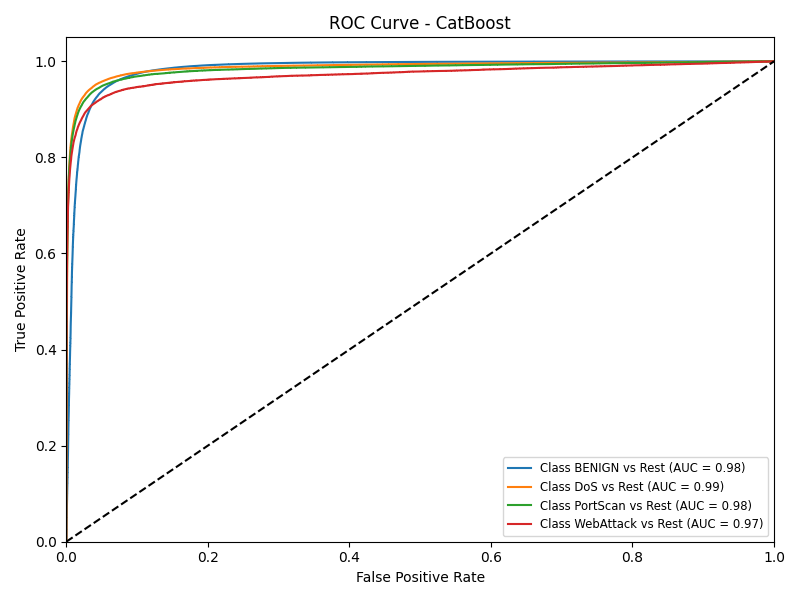 ROC Curve - CatBoost
True Positive Rate
1.0
0.8
0.6
0.4
0.2
0.0
0.0 0.2 0.4 0.6 0.8 1.0
False Positive Rate
Class BENIGN vs Rest (AUC = 0.98)
Class DoS vs Rest (AUC = 0.99)
Class PortScan vs Rest (AUC = 0.98)
Class WebAttack vs Rest (AUC = 0.97)